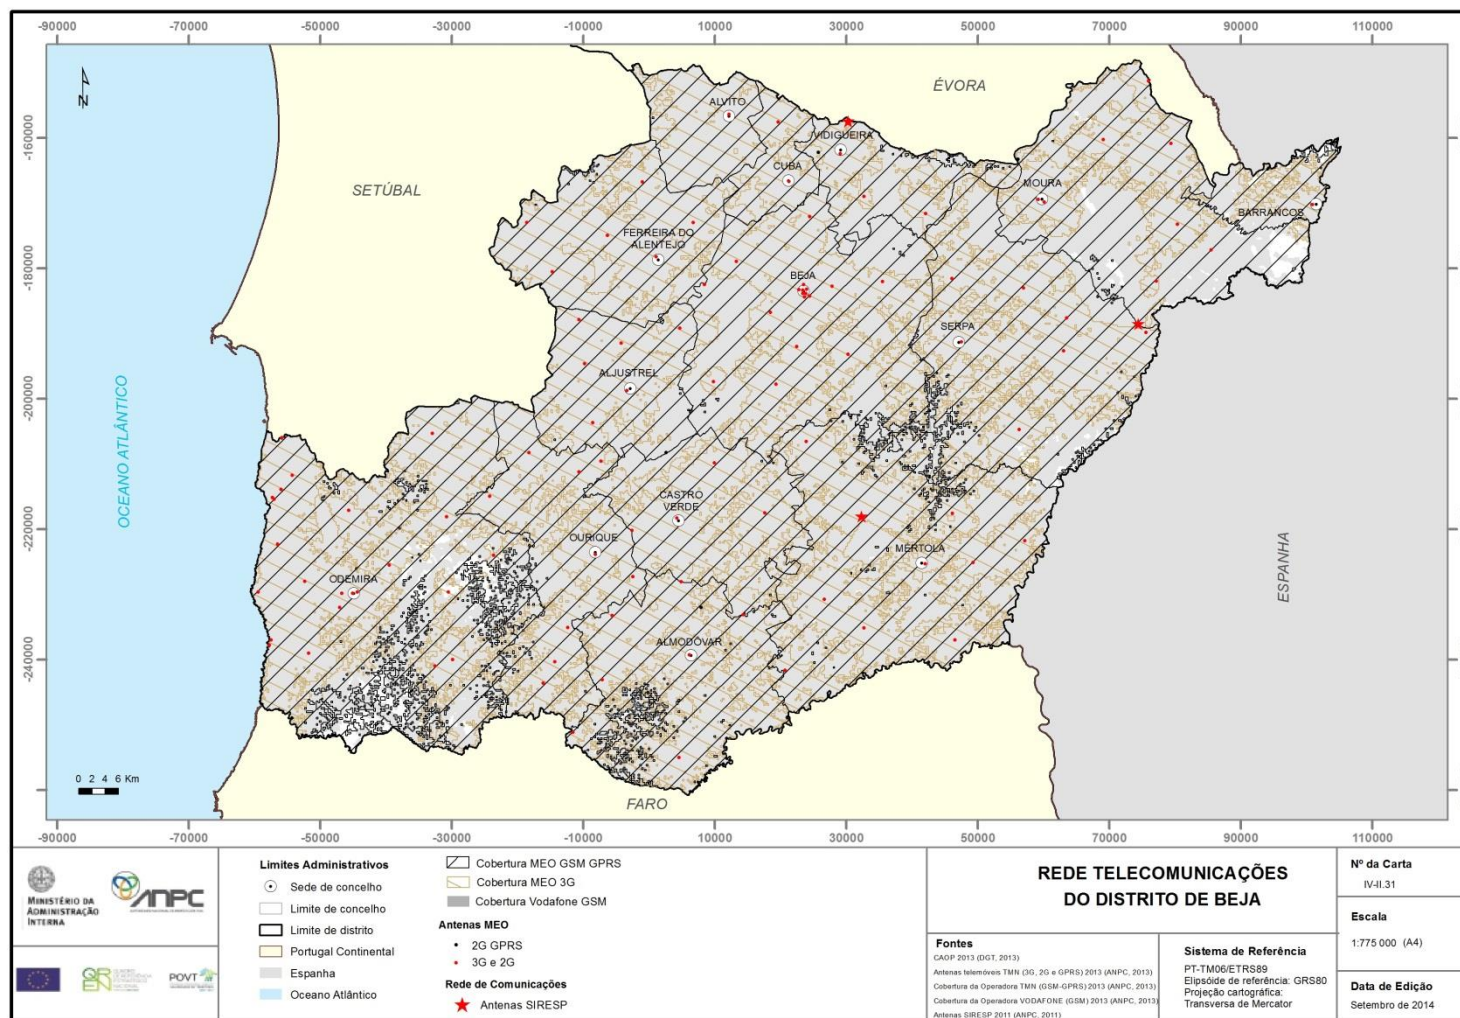 -90000 -70000 -50000 -30000 -10000 10000 30000 50000 70000 90000 110000
N
ÉVORA
ALVITO
VIDIGUEIRA
CUBA
-160000
SETÚBAL
MOURA
BARRANCOS
FERREIRA DO
ALENTEJO
-180000
BEJA
SERPA
ALJUSTREL
-200000
OCEANO ATLÂNTICO
CASTRO
VERDE
-220000
OURIQUE
MÉRTOLA
ESPANHA
ODEMIRA
ALMODÔVAR
-240000
0 2 4 6 Km
FARO
-90000 -70000 -50000 -30000 -10000 10000 30000 50000 70000 90000 110000
MINISTÉRIO DA
ADMINISTRAÇÃO
INTERNA
ANPC
QREN
POVT
Limites Administrativos
Sede de concelho
Limite de concelho
Limite de distrito
Portugal Continental
Espanha
Oceano Atlântico
Cobertura MEO GSM GPRS
Cobertura MEO 3G
Cobertura Vodafone GSM
Antenas MEO
2G GPRS
3G e 2G
Rede de Comunicações
Antenas SIRESP
REDE TELECOMUNICAÇÕES
DO DISTRITO DE BEJA
Fontes
CAOP 2013 (DGT, 2013)
Antenas telemóveis TMN (3G, 2G e GPRS) 2013 (ANPC, 2013)
Cobertura da Operadora TMN (GSM-GPRS) 2013 (ANPC, 2013)
Cobertura da Operadora VODAFONE (GSM) 2013 (ANPC, 2013)
Antenas SIRESP 2011 (ANPC, 2011)
Sistema de Referência
PT-TM06/ETRS89
Elipsóide de referência: GRS80
Projeção cartográfica:
Transversa de Mercator
Nº da Carta
IV-II.31
Escala
1:775 000 (A4)
Data de Edição
Setembro de 2014